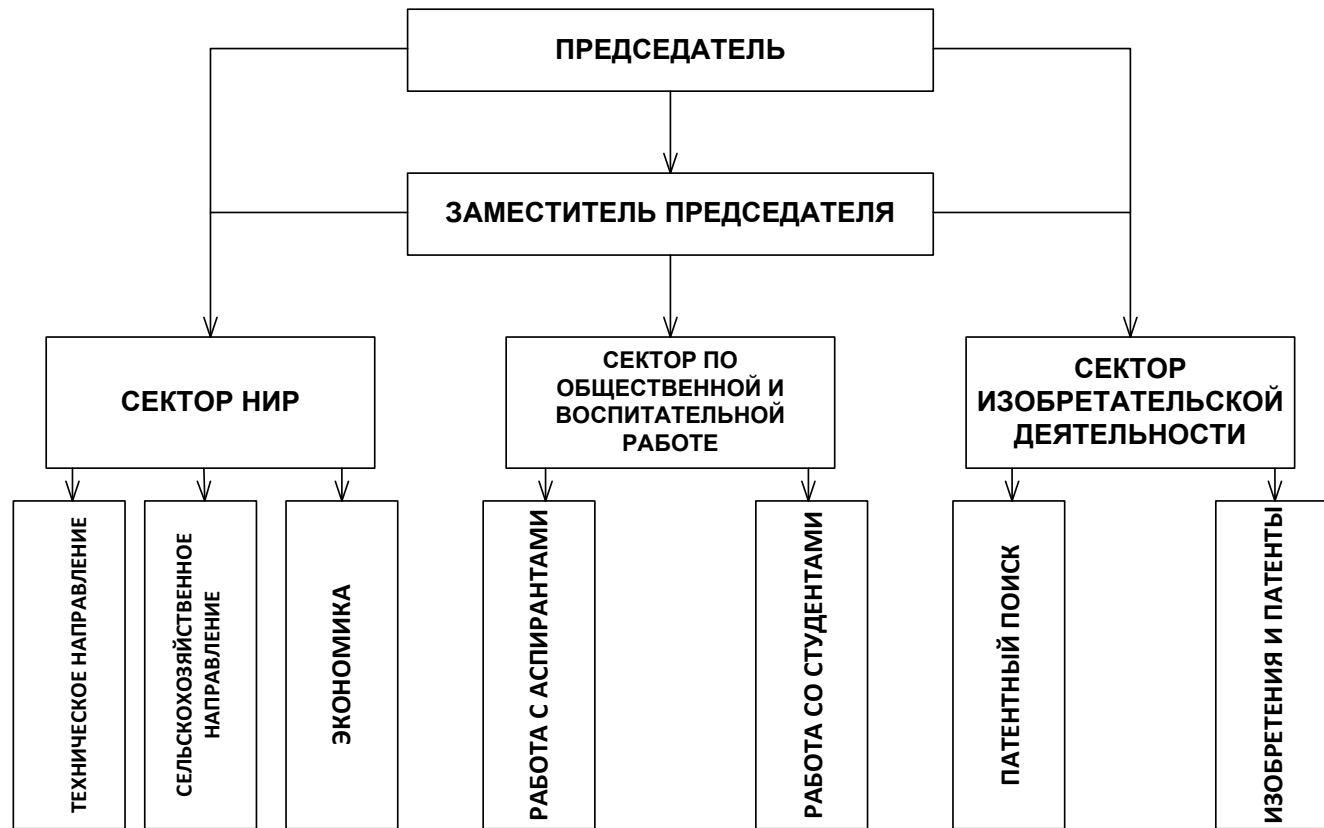 ПРЕДСЕДАТЕЛЬ
ЗАМЕСТИТЕЛЬ ПРЕДСЕДАТЕЛЯ
СЕКТОР НИР
СЕКТОР ПО
ОБЩЕСТВЕННОЙ И
ВОСПИТАТЕЛЬНОЙ
РАБОТЕ
СЕКТОР
ИЗОБРЕТАТЕЛЬСКОЙ
ДЕЯТЕЛЬНОСТИ
ТЕХНИЧЕСКОЕ НАПРАВЛЕНИЕ
СЕЛЬСКОХОЗЯЙСТВЕННОЕ
НАПРАВЛЕНИЕ
ЭКОНОМИКА
РАБОТА С АСПИРАНТАМИ
РАБОТА СО СТУДЕНТАМИ
ПАТЕНТНЫЙ ПОИСК
ИЗОБРЕТЕНИЯ И ПАТЕНТЫ